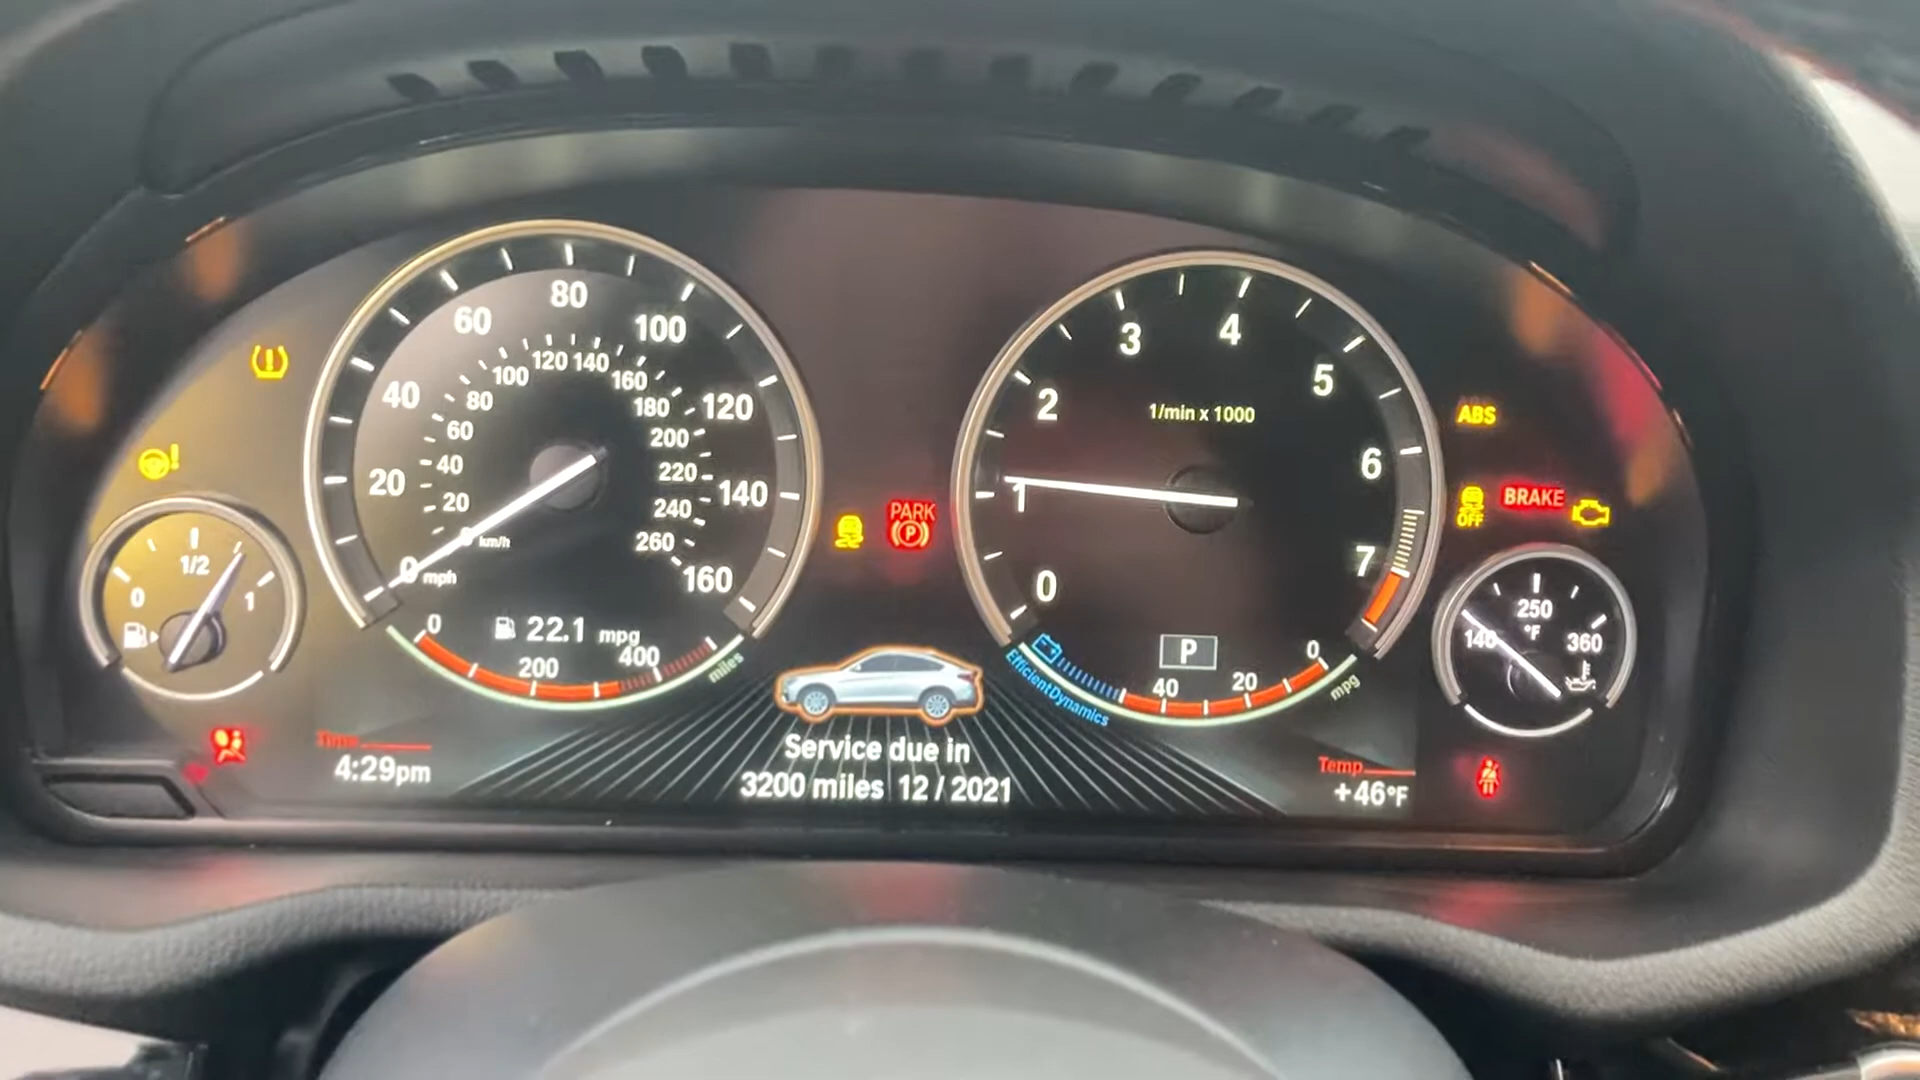 80
60
100
40
120
20
140
0 mph
160
120 140
100
160
80
180
60
200
40
220
20
240
0 km/h
260
1/2
0
1
22.1 mpg
0
200
400
miles
Time
4:29pm
PARK
P
Service due in
3200 miles 12 / 2021
3
4
2
5
1/min x 1000
1
6
0
7
P
EfficientDynamics
40
20
0
mpg
Temp
+46°F
ABS
OFF
BRAKE
250
°F
140
360